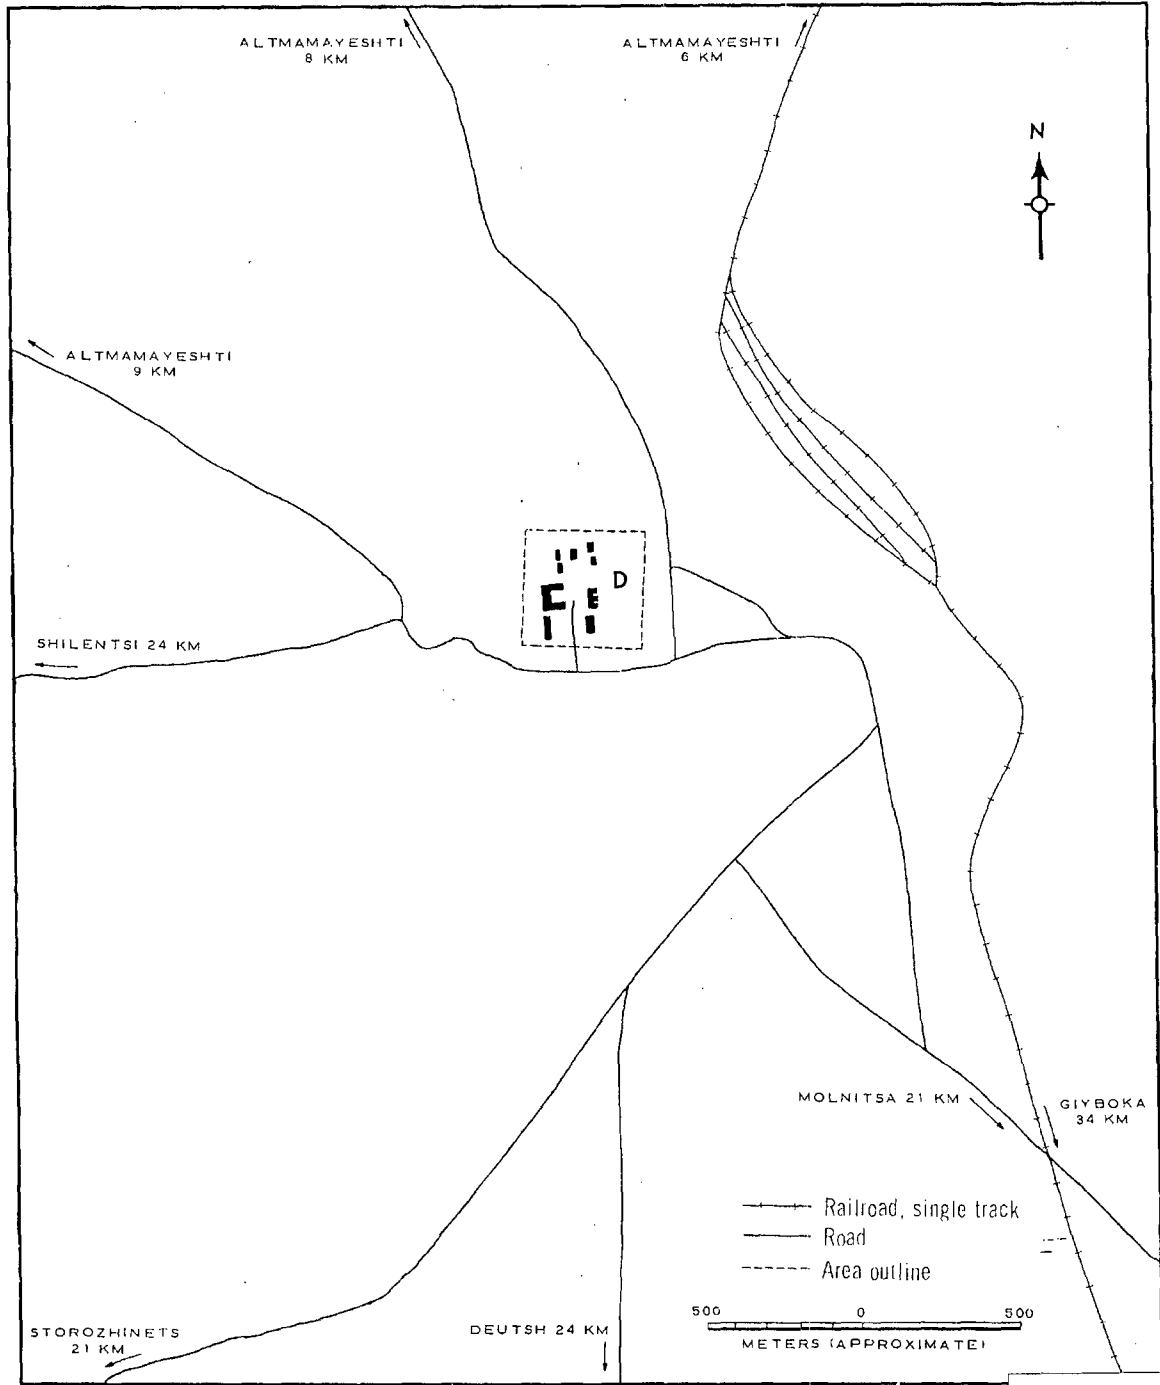 ALTMAMAYESHTI
8 KM
ALTMAMAYESHTI
6 KM
N
ALTMAMAYESHTI
9 KM
D
SHILENTSI 24 KM
MOLNITSA 21 KM
GIYBOKA
34 KM
Railroad, single track
Road
Area outline
500 0 500
METERS (APPROXIMATE)
STOROZHINETS
21 KM
DEUTSH 24 KM